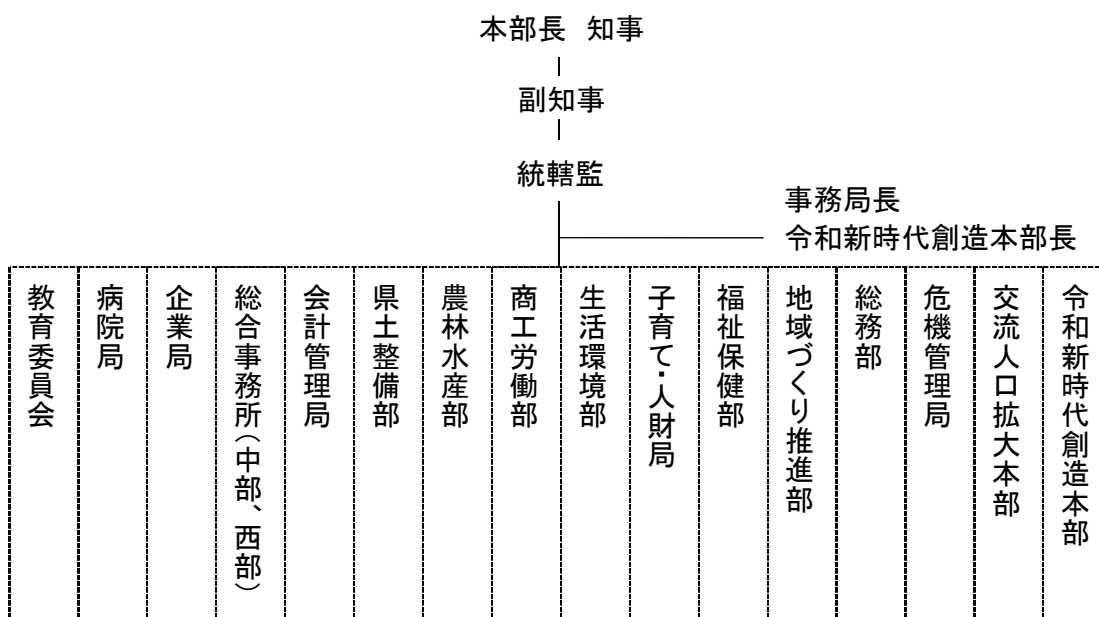 本部長 知事
副知事
統轄監
事務局長
令和新時代創造本部長
令和新時代創造本部
交流人口拡大本部
危機管理局
総務部
地域づくり推進部
福祉保健部
子育て・人財局
生活環境部
商工労働部
農林水産部
県土整備部
会計管理局
総合事務所(中部、西部)
企業局
病院局
教育委員会